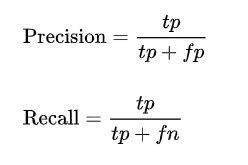 Precision = tp / (tp + fp)
Recall = tp / (tp + fn)